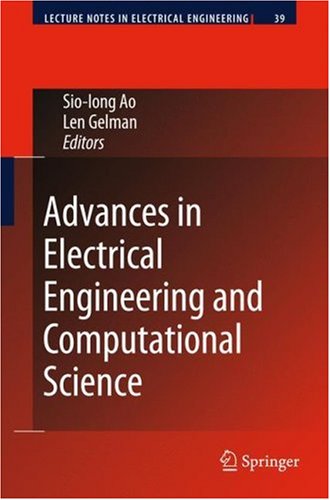 LECTURE NOTES IN ELECTRICAL ENGINEERING | 39
Sio-Iong Ao
Len Gelman
Editors
Advances in
Electrical
Engineering and
Computational
Science
Springer